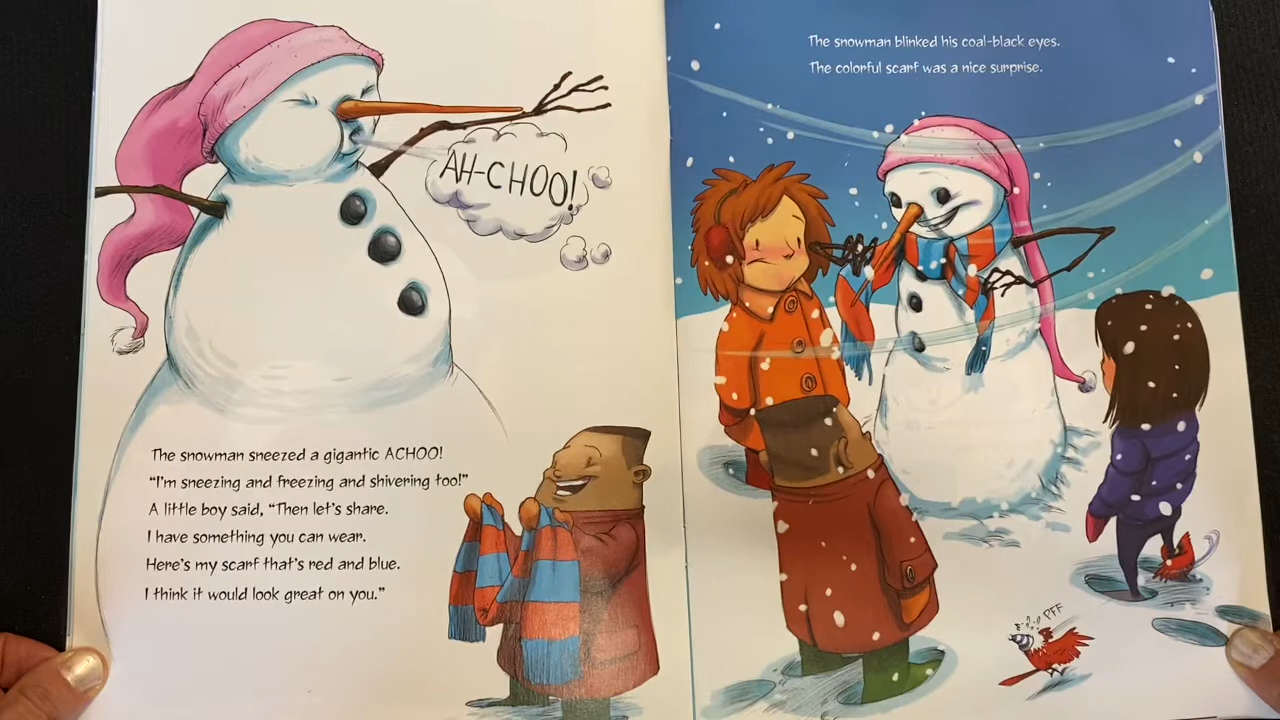 AH-CHOO!
The snowman sneezed a gigantic ACHOO!
“I'm sneezing and freezing and shivering too!”
A little boy said, “Then let's share.
I have something you can wear.
Here's my scarf that's red and blue.
I think it would look great on you.”
The snowman blinked his coal-black eyes.
The colorful scarf was a nice surprise.
PFF